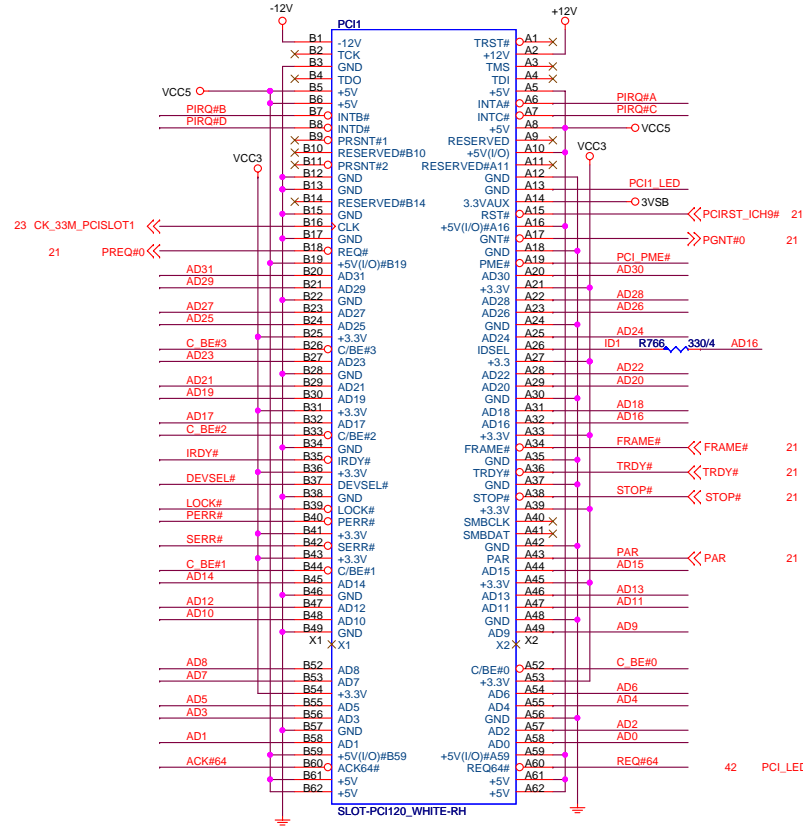 -12V +12V
PCI1
B1 -12V TRST# A1
B2 TCK +12V A2
B3 GND TMS A3
B4 TDO TDI A4
VCC5 B5 +5V +5V A5
B6 +5V INTA# A6 PIRQ#A
PIRQ#B B7 INTB# INTC# A7 PIRQ#C
PIRQ#D B8 INTD# +5V A8 VCC5
B9 PRSNT#1 RESERVED A9
B10 RESERVED#B10 +5V(I/O) A10
VCC3 B11 PRSNT#2 RESERVED#A11 A11 VCC3
B12 GND GND A12
B13 GND GND A13 PCI1_LED
B14 RESERVED#B14 3.3VAUX A14 3VSB
B15 GND RST# A15 PCIRST_ICH9# 21
23 CK_33M_PCISLOT1 B16 CLK +5V(I/O)#A16 A16
B17 GND GNT# A17 PGNT#0 21
21 PREQ#0 B18 REQ# GND A18
B19 +5V(I/O)#B19 PME# A19 PCI_PME#
AD31 B20 AD31 AD30 A20 AD30
AD29 B21 AD29 +3.3V A21
B22 GND AD28 A22 AD28
AD27 B23 AD27 AD26 A23 AD26
AD25 B24 AD25 GND A24
B25 +3.3V AD24 A25 AD24
C_BE#3 B26 C/BE#3 IDSEL A26 ID1 R766 330/4 AD16
AD23 B27 AD23 +3.3 A27
B28 GND AD22 A28 AD22
AD21 B29 AD21 AD20 A29 AD20
AD19 B30 AD19 GND A30
B31 +3.3V AD18 A31 AD18
AD17 B32 AD17 AD16 A32 AD16
C_BE#2 B33 C/BE#2 +3.3V A33
B34 GND FRAME# A34 FRAME# FRAME# 21
IRDY# B35 IRDY# GND A35
B36 +3.3V TRDY# A36 TRDY# TRDY# 21
DEVSEL# B37 DEVSEL# GND A37
B38 GND STOP# A38 STOP# STOP# 21
LOCK# B39 LOCK# +3.3V A39
PERR# B40 PERR# SMBCLK A40
B41 +3.3V SMBDAT A41
SERR# B42 SERR# GND A42
B43 +3.3V PAR A43 PAR PAR 21
C_BE#1 B44 C/BE#1 AD15 A44 AD15
AD14 B45 AD14 +3.3V A45
B46 GND AD13 A46 AD13
AD12 B47 AD12 AD11 A47 AD11
AD10 B48 AD10 GND A48
B49 GND AD9 A49 AD9
X1 X1 X2 X2
AD8 B52 AD8 C/BE#0 A52 C_BE#0
AD7 B53 AD7 +3.3V A53
B54 +3.3V AD6 A54 AD6
AD5 B55 AD5 AD4 A55 AD4
AD3 B56 AD3 GND A56
B57 GND AD2 A57 AD2
AD1 B58 AD1 AD0 A58 AD0
B59 +5V(I/O)#B59 +5V(I/O)#A59 A59
ACK#64 B60 ACK64# REQ64# A60 REQ#64 42 PCI_LED
B61 +5V +5V A61
B62 +5V +5V A62
SLOT-PCI120_WHITE-RH